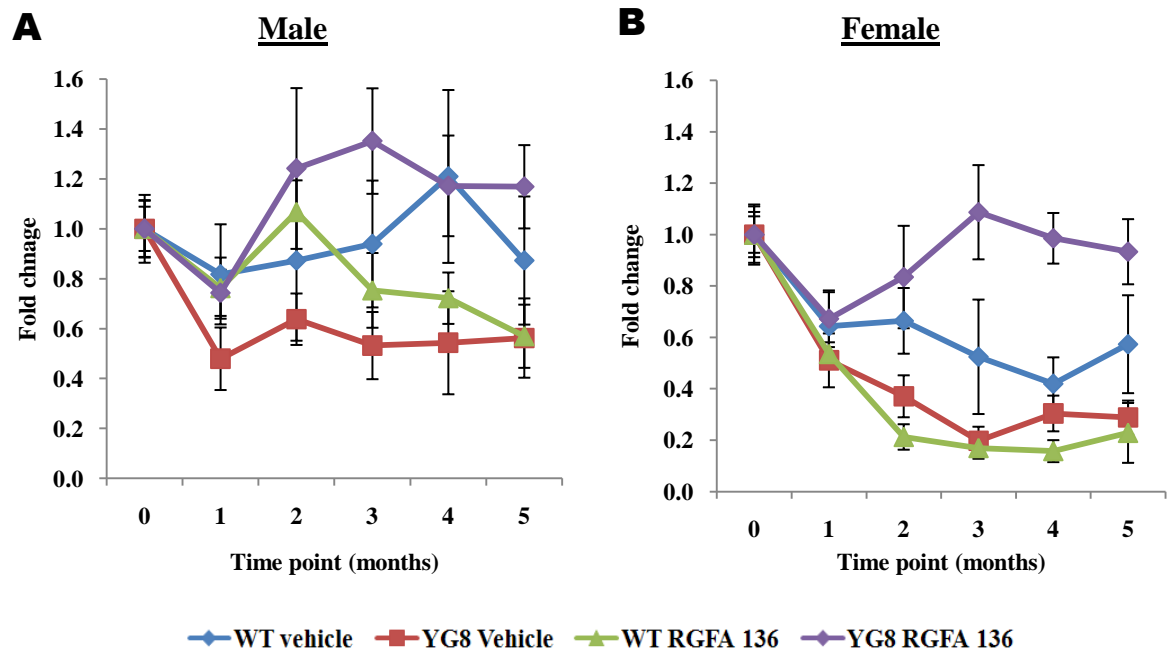 A
Male
Fold chnage
1.6
1.4
1.2
1.0
0.8
0.6
0.4
0.2
0.0
0 1 2 3 4 5
Time point (months)
B
Female
Fold change
1.6
1.4
1.2
1.0
0.8
0.6
0.4
0.2
0.0
0 1 2 3 4 5
Time point (months)
WT vehicle YG8 Vehicle WT RGFA 136 YG8 RGFA 136